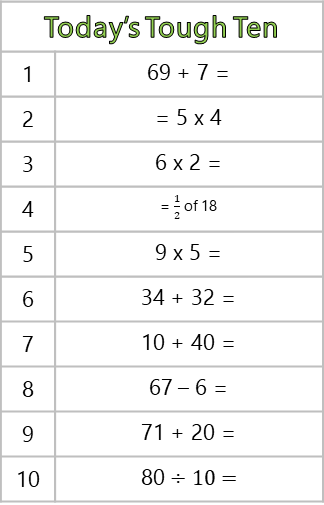 Today's Tough Ten
1 69 + 7 =
2 = 5 x 4
3 6 x 2 =
4 = 1/2 of 18
5 9 x 5 =
6 34 + 32 =
7 10 + 40 =
8 67 – 6 =
9 71 + 20 =
10 80 ÷ 10 =